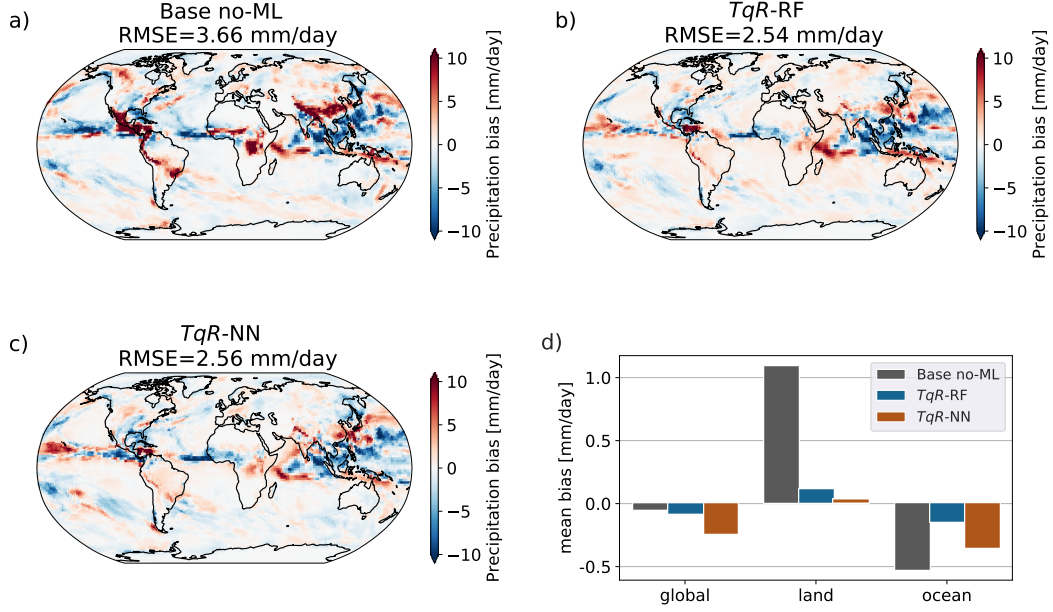 a)
Base no-ML
RMSE=3.66 mm/day
10
5
0
−5
−10
Precipitation bias [mm/day]
b)
TqR-RF
RMSE=2.54 mm/day
10
5
0
−5
−10
Precipitation bias [mm/day]
c)
TqR-NN
RMSE=2.56 mm/day
10
5
0
−5
−10
Precipitation bias [mm/day]
d)
mean bias [mm/day]
1.0
0.5
0.0
-0.5
Base no-ML
TqR-RF
TqR-NN
global land ocean